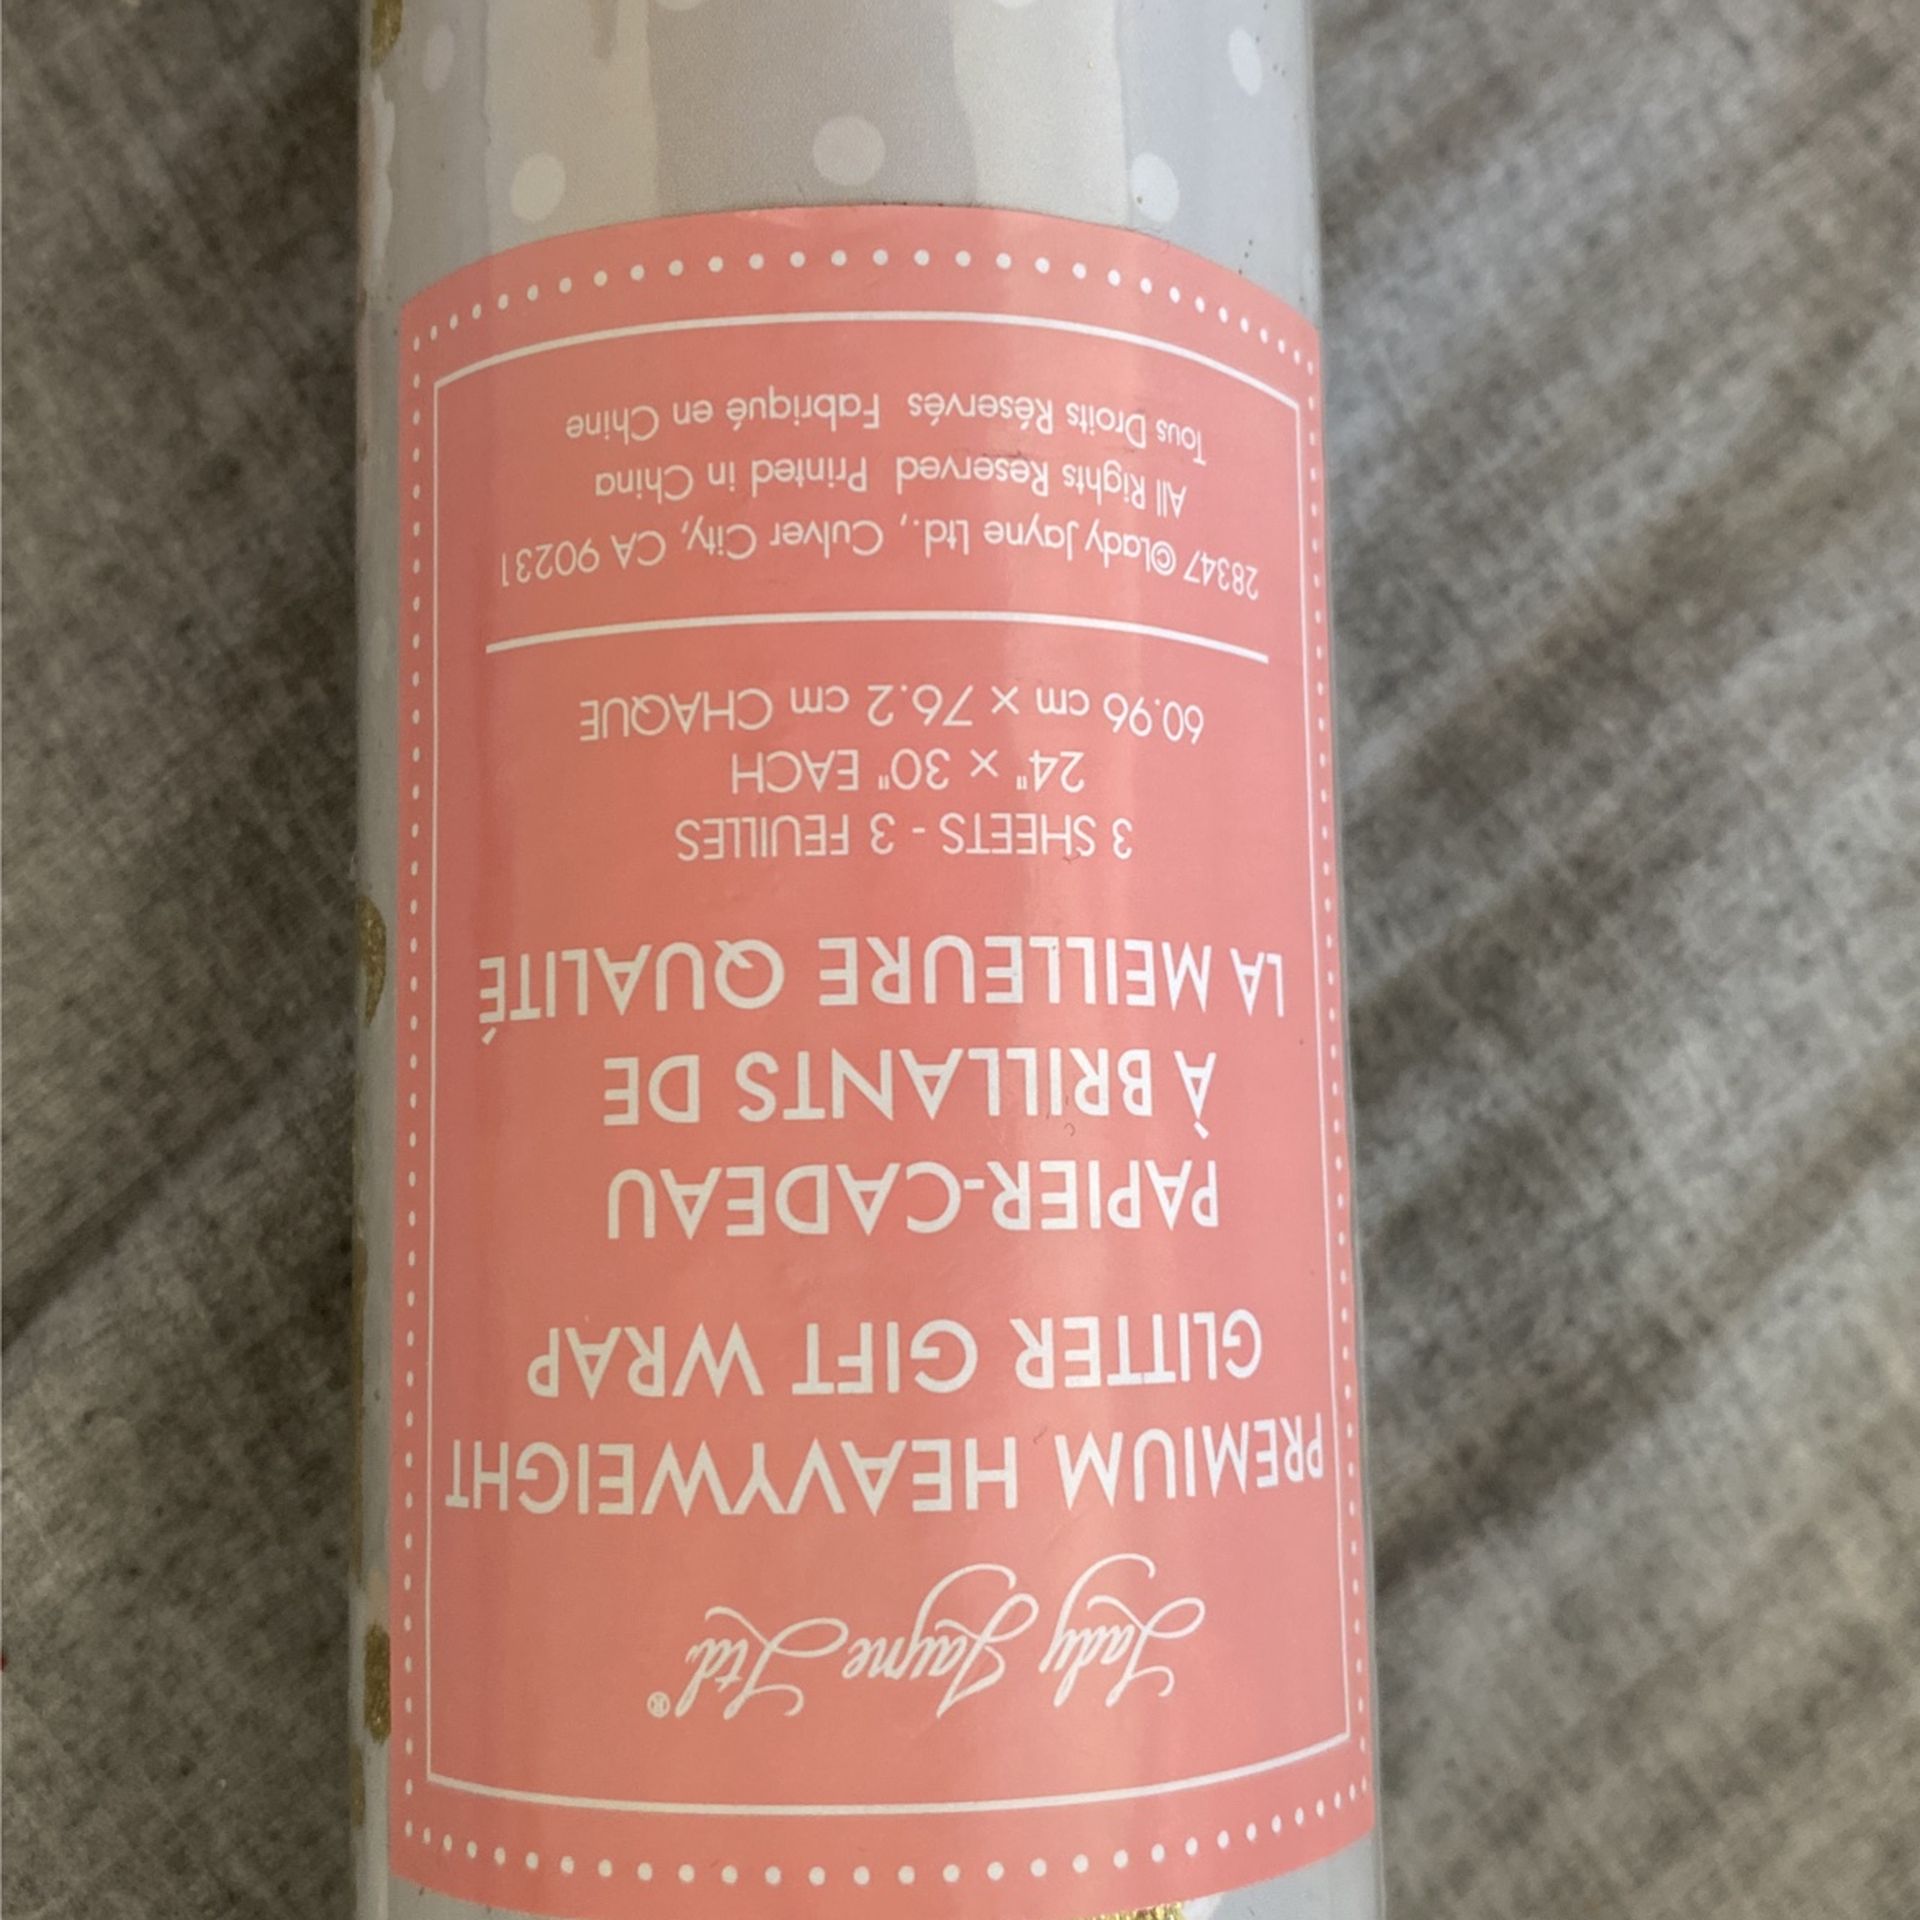 Lady Jayne Ltd.®
PREMIUM HEAVYWEIGHT
GLITTER GIFT WRAP
PAPIER-CADEAU
À BRILLANTS DE
LA MEILLEURE QUALITÉ
3 SHEETS - 3 FEUILLES
24" x 30" EACH
60.96 cm x 76.2 cm CHAQUE
28347 ©Lady Jayne Ltd., Culver City, CA 90231
All Rights Reserved Printed in China
Tous Droits Réservés Fabriqué en Chine